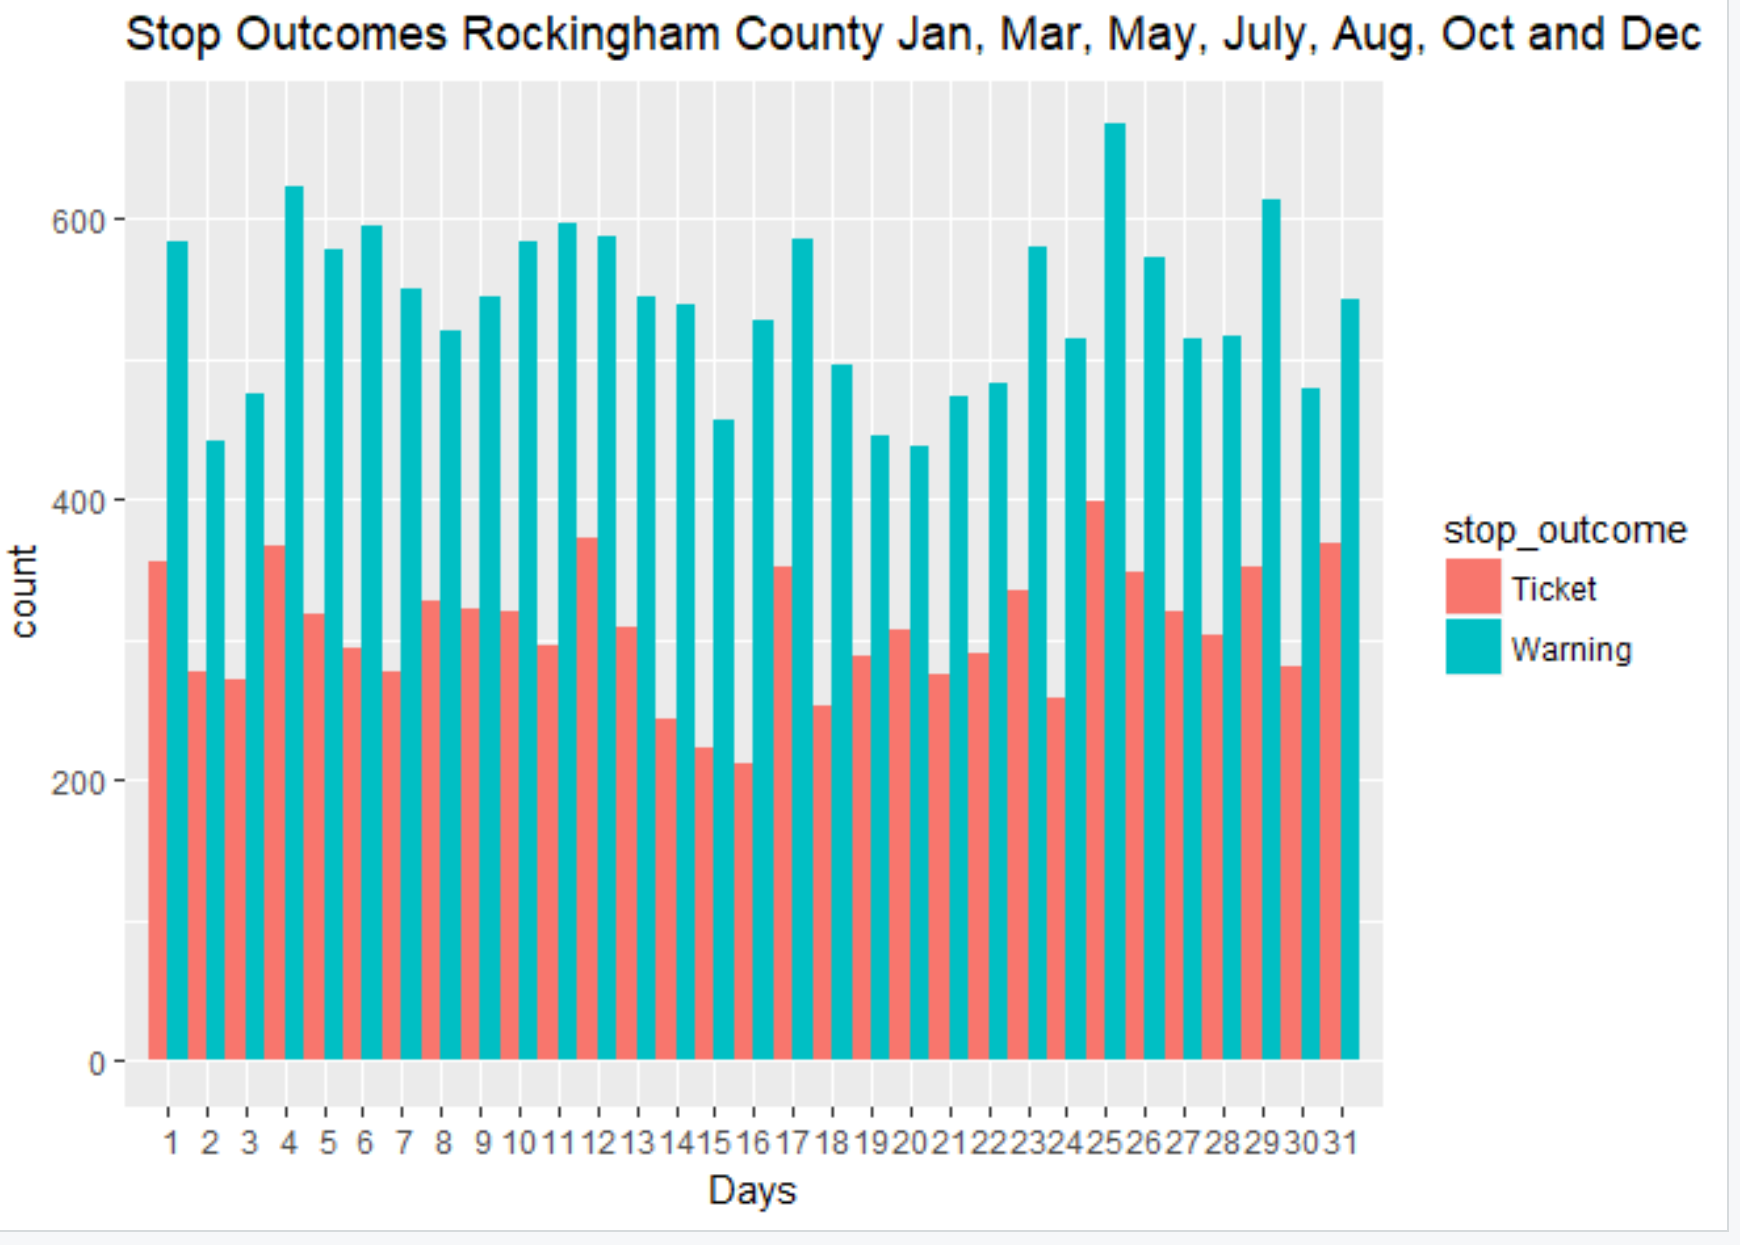 Stop Outcomes Rockingham County Jan, Mar, May, July, Aug, Oct and Dec
count
600
400
200
0
1 2 3 4 5 6 7 8 9 10 11 12 13 14 15 16 17 18 19 20 21 22 23 24 25 26 27 28 29 30 31
Days
stop_outcome
Ticket
Warning